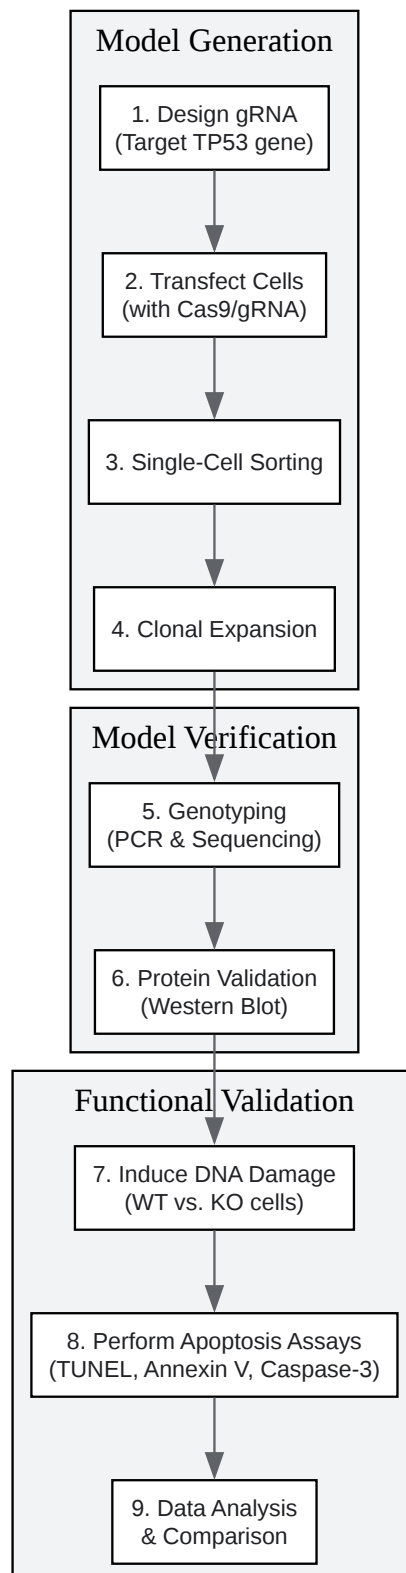 Model Generation
1. Design gRNA
(Target TP53 gene)
2. Transfect Cells
(with Cas9/gRNA)
3. Single-Cell Sorting
4. Clonal Expansion
Model Verification
5. Genotyping
(PCR & Sequencing)
6. Protein Validation
(Western Blot)
Functional Validation
7. Induce DNA Damage
(WT vs. KO cells)
8. Perform Apoptosis Assays
(TUNEL, Annexin V, Caspase-3)
9. Data Analysis
& Comparison